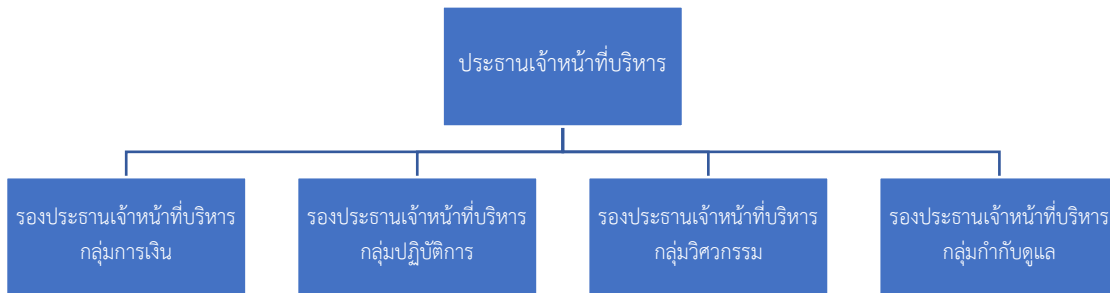 ประธานเจ้าหน้าที่บริหาร
รองประธานเจ้าหน้าที่บริหาร
กลุ่มการเงิน
รองประธานเจ้าหน้าที่บริหาร
กลุ่มปฏิบัติการ
รองประธานเจ้าหน้าที่บริหาร
กลุ่มวิศวกรรม
รองประธานเจ้าหน้าที่บริหาร
กลุ่มกำกับดูแล